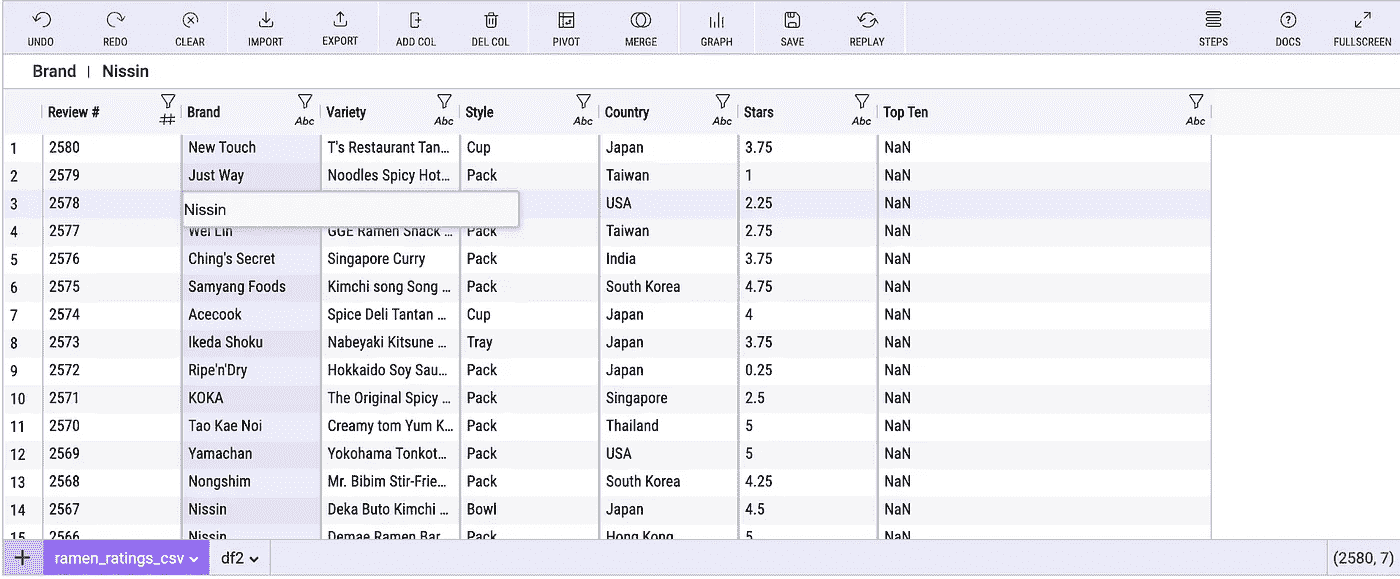 UNDO REDO CLEAR IMPORT EXPORT ADD COL DEL COL PIVOT MERGE GRAPH SAVE REPLAY STEPS DOCS FULLSCREEN
Brand | Nissin
Review # # Brand Abc Variety Abc Style Abc Country Abc Stars Abc Top Ten Abc
1 2580 New Touch T's Restaurant Tan... Cup Japan 3.75 NaN
2 2579 Just Way Noodles Spicy Hot... Pack Taiwan 1 NaN
3 2578 Nissin USA 2.25 NaN
4 2577 Wei Lin GGE Ramen Snack ... Pack Taiwan 2.75 NaN
5 2576 Ching's Secret Singapore Curry Pack India 3.75 NaN
6 2575 Samyang Foods Kimchi song Song ... Pack South Korea 4.75 NaN
7 2574 Acecook Spice Deli Tantan ... Cup Japan 4 NaN
8 2573 Ikeda Shoku Nabeyaki Kitsune ... Tray Japan 3.75 NaN
9 2572 Ripe'n'Dry Hokkaido Soy Sau... Pack Japan 0.25 NaN
10 2571 KOKA The Original Spicy ... Pack Singapore 2.5 NaN
11 2570 Tao Kae Noi Creamy tom Yum K... Pack Thailand 5 NaN
12 2569 Yamachan Yokohama Tonkot... Pack USA 5 NaN
13 2568 Nongshim Mr. Bibim Stir-Frie... Pack South Korea 4.25 NaN
14 2567 Nissin Deka Buto Kimchi ... Bowl Japan 4.5 NaN
15 2566 Nissin Demae Ramen Bar Pack Hong Kong 5 NaN
+ ramen_ratings_csv df2 (2580, 7)